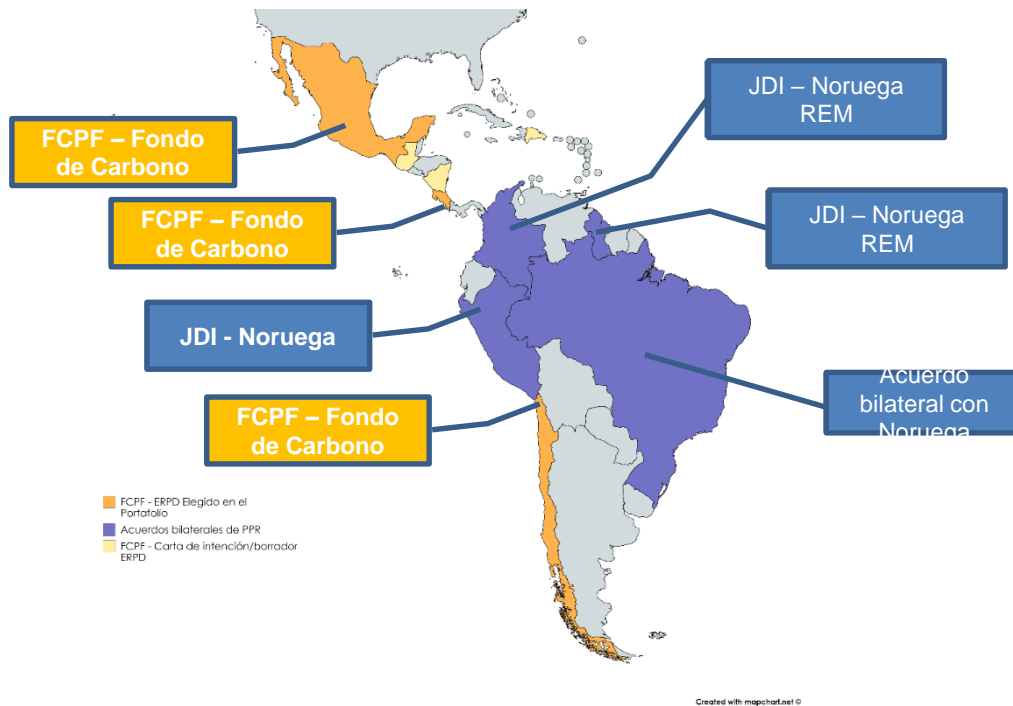 JDI – Noruega
REM
FCPF – Fondo
de Carbono
FCPF – Fondo
de Carbono
JDI – Noruega
REM
JDI - Noruega
Acuerdo
bilateral con
Noruega
FCPF – Fondo
de Carbono
FCPF - ERPD Elegido en el
Portafolio
Acuerdos bilaterales de PPR
FCPF - Carta de intención/borrador
ERPD
Created with mapchart.net ©